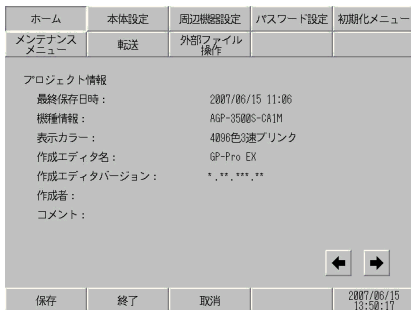 ホーム
本体設定
周辺機器設定
パスワード設定
初期化メニュー
メンテナンス
メニュー
転送
外部ファイル
操作
プロジェクト情報
最終保存日時： 2007/06/15 11:06
機種情報： AGP-3500S-CA1M
表示カラー： 4096色3速ブリンク
作成エディタ名： GP-Pro EX
作成エディタバージョン： *.**.***.**
作成者：
コメント：
保存
終了
取消
2007/06/15
13:50:17